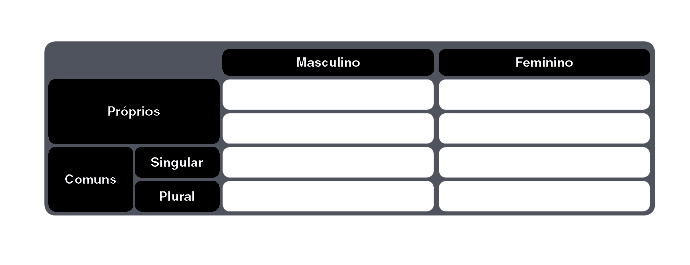 Masculino Feminino
Próprios
Comuns
Singular
Plural